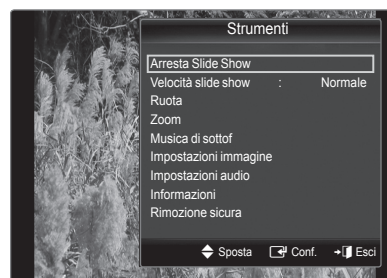 Strumenti
Arresta Slide Show
Velocità slide show : Normale
Ruota
Zoom
Musica di sottof
Impostazioni immagine
Impostazioni audio
Informazioni
Rimozione sicura
Sposta Conf. Esci